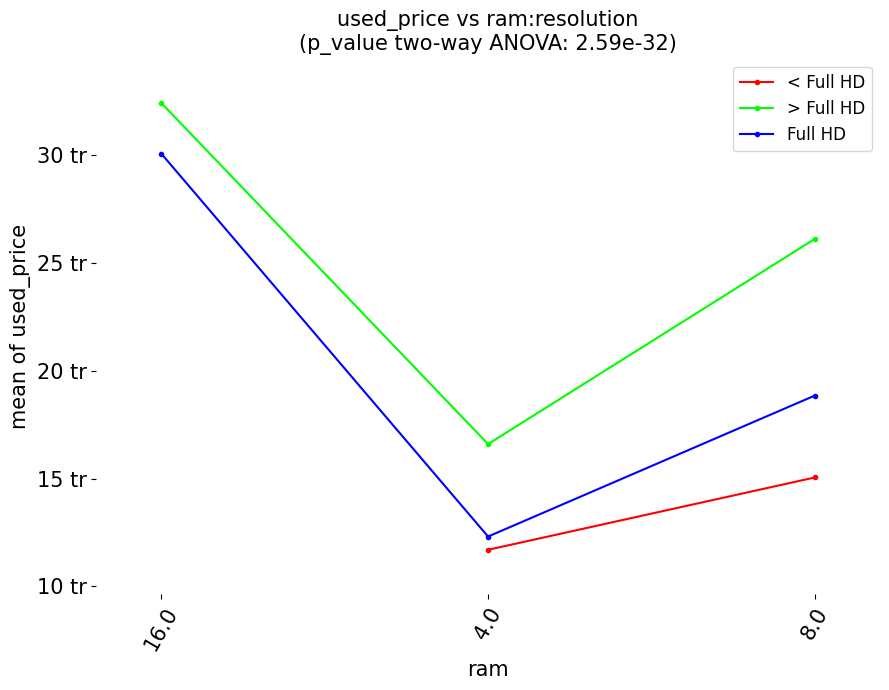 used_price vs ram:resolution
(p_value two-way ANOVA: 2.59e-32)
< Full HD
> Full HD
Full HD
mean of used_price
30 tr
25 tr
20 tr
15 tr
10 tr
16.0
4.0
8.0
ram